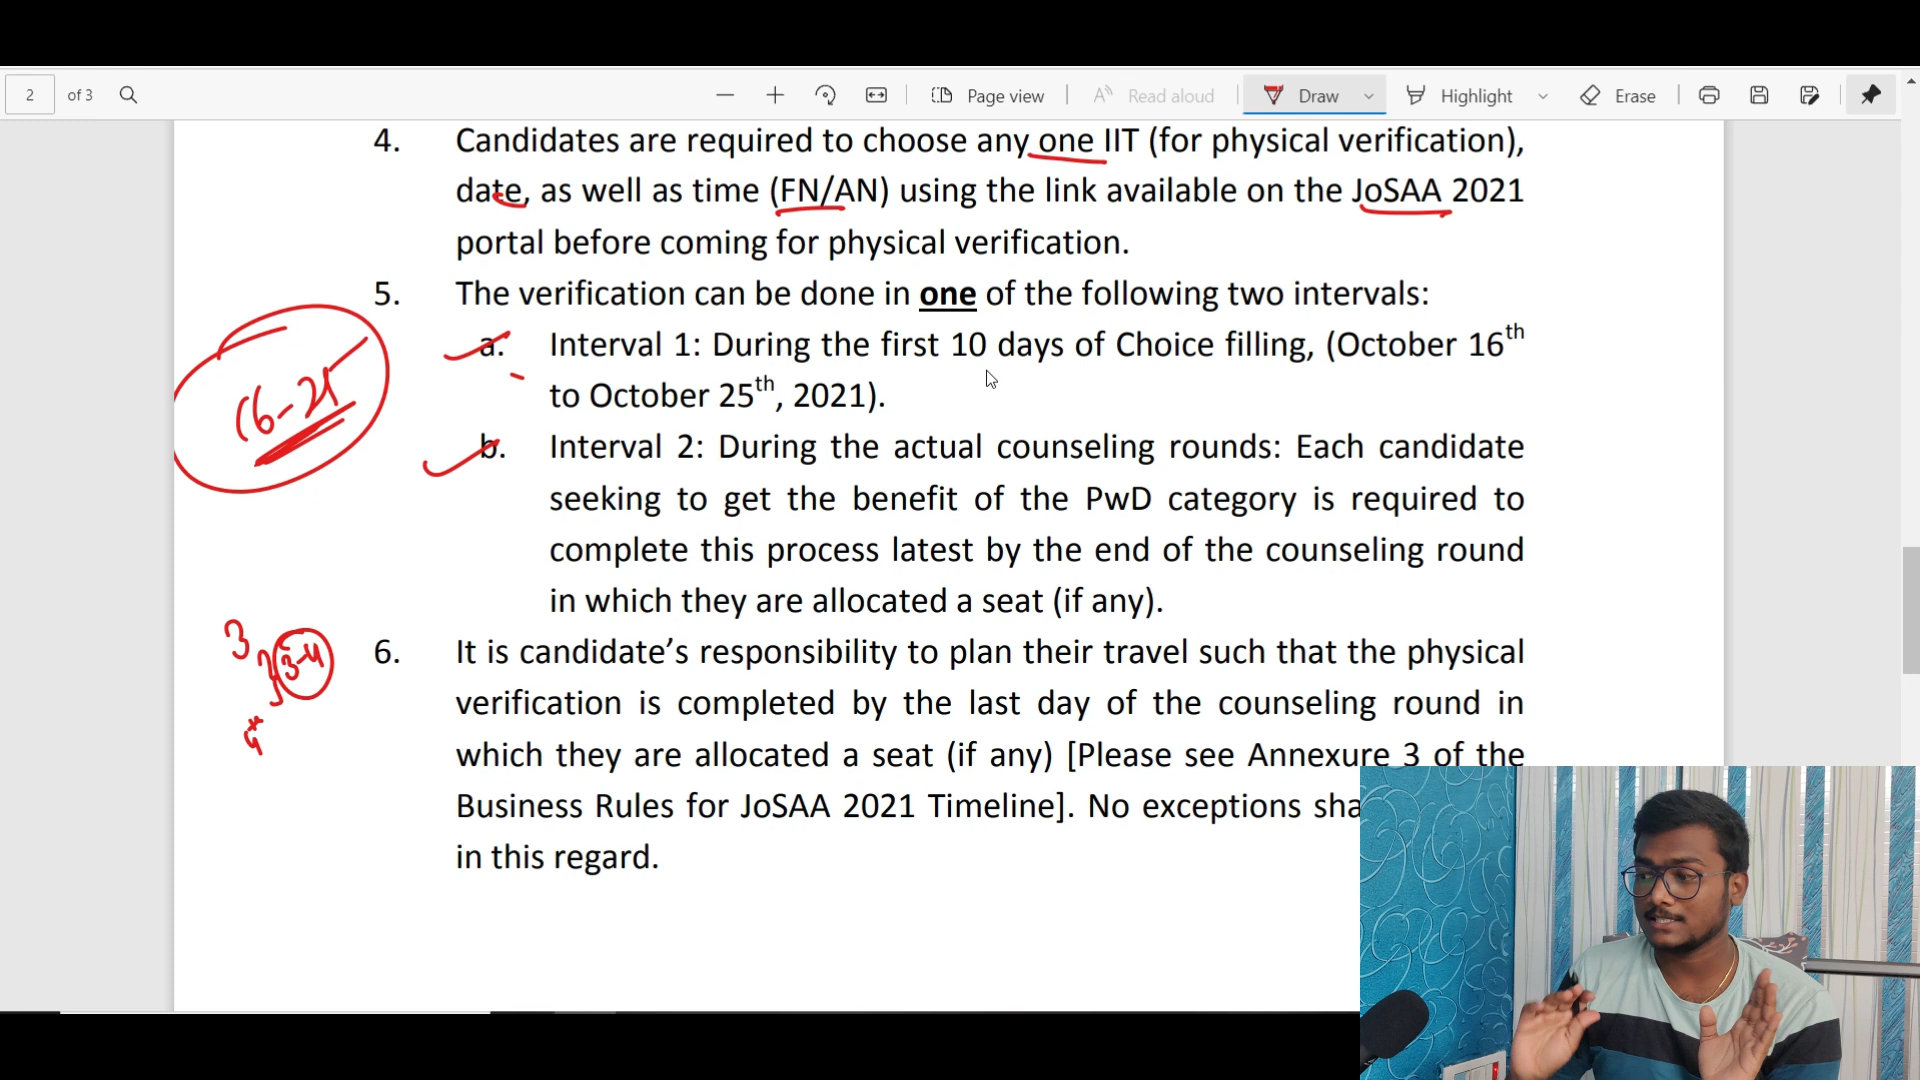 2 of 3 Page view Read aloud Draw Highlight Erase
4. Candidates are required to choose any one IIT (for physical verification),
date, as well as time (FN/AN) using the link available on the JoSAA 2021
portal before coming for physical verification.
5. The verification can be done in one of the following two intervals:
a. Interval 1: During the first 10 days of Choice filling, (October 16th
to October 25th, 2021).
16-25
b. Interval 2: During the actual counseling rounds: Each candidate
seeking to get the benefit of the PwD category is required to
complete this process latest by the end of the counseling round
in which they are allocated a seat (if any).
3
3-4
6. It is candidate’s responsibility to plan their travel such that the physical
verification is completed by the last day of the counseling round in
which they are allocated a seat (if any) [Please see Annexure 3 of the
Business Rules for JoSAA 2021 Timeline]. No exceptions sha
in this regard.